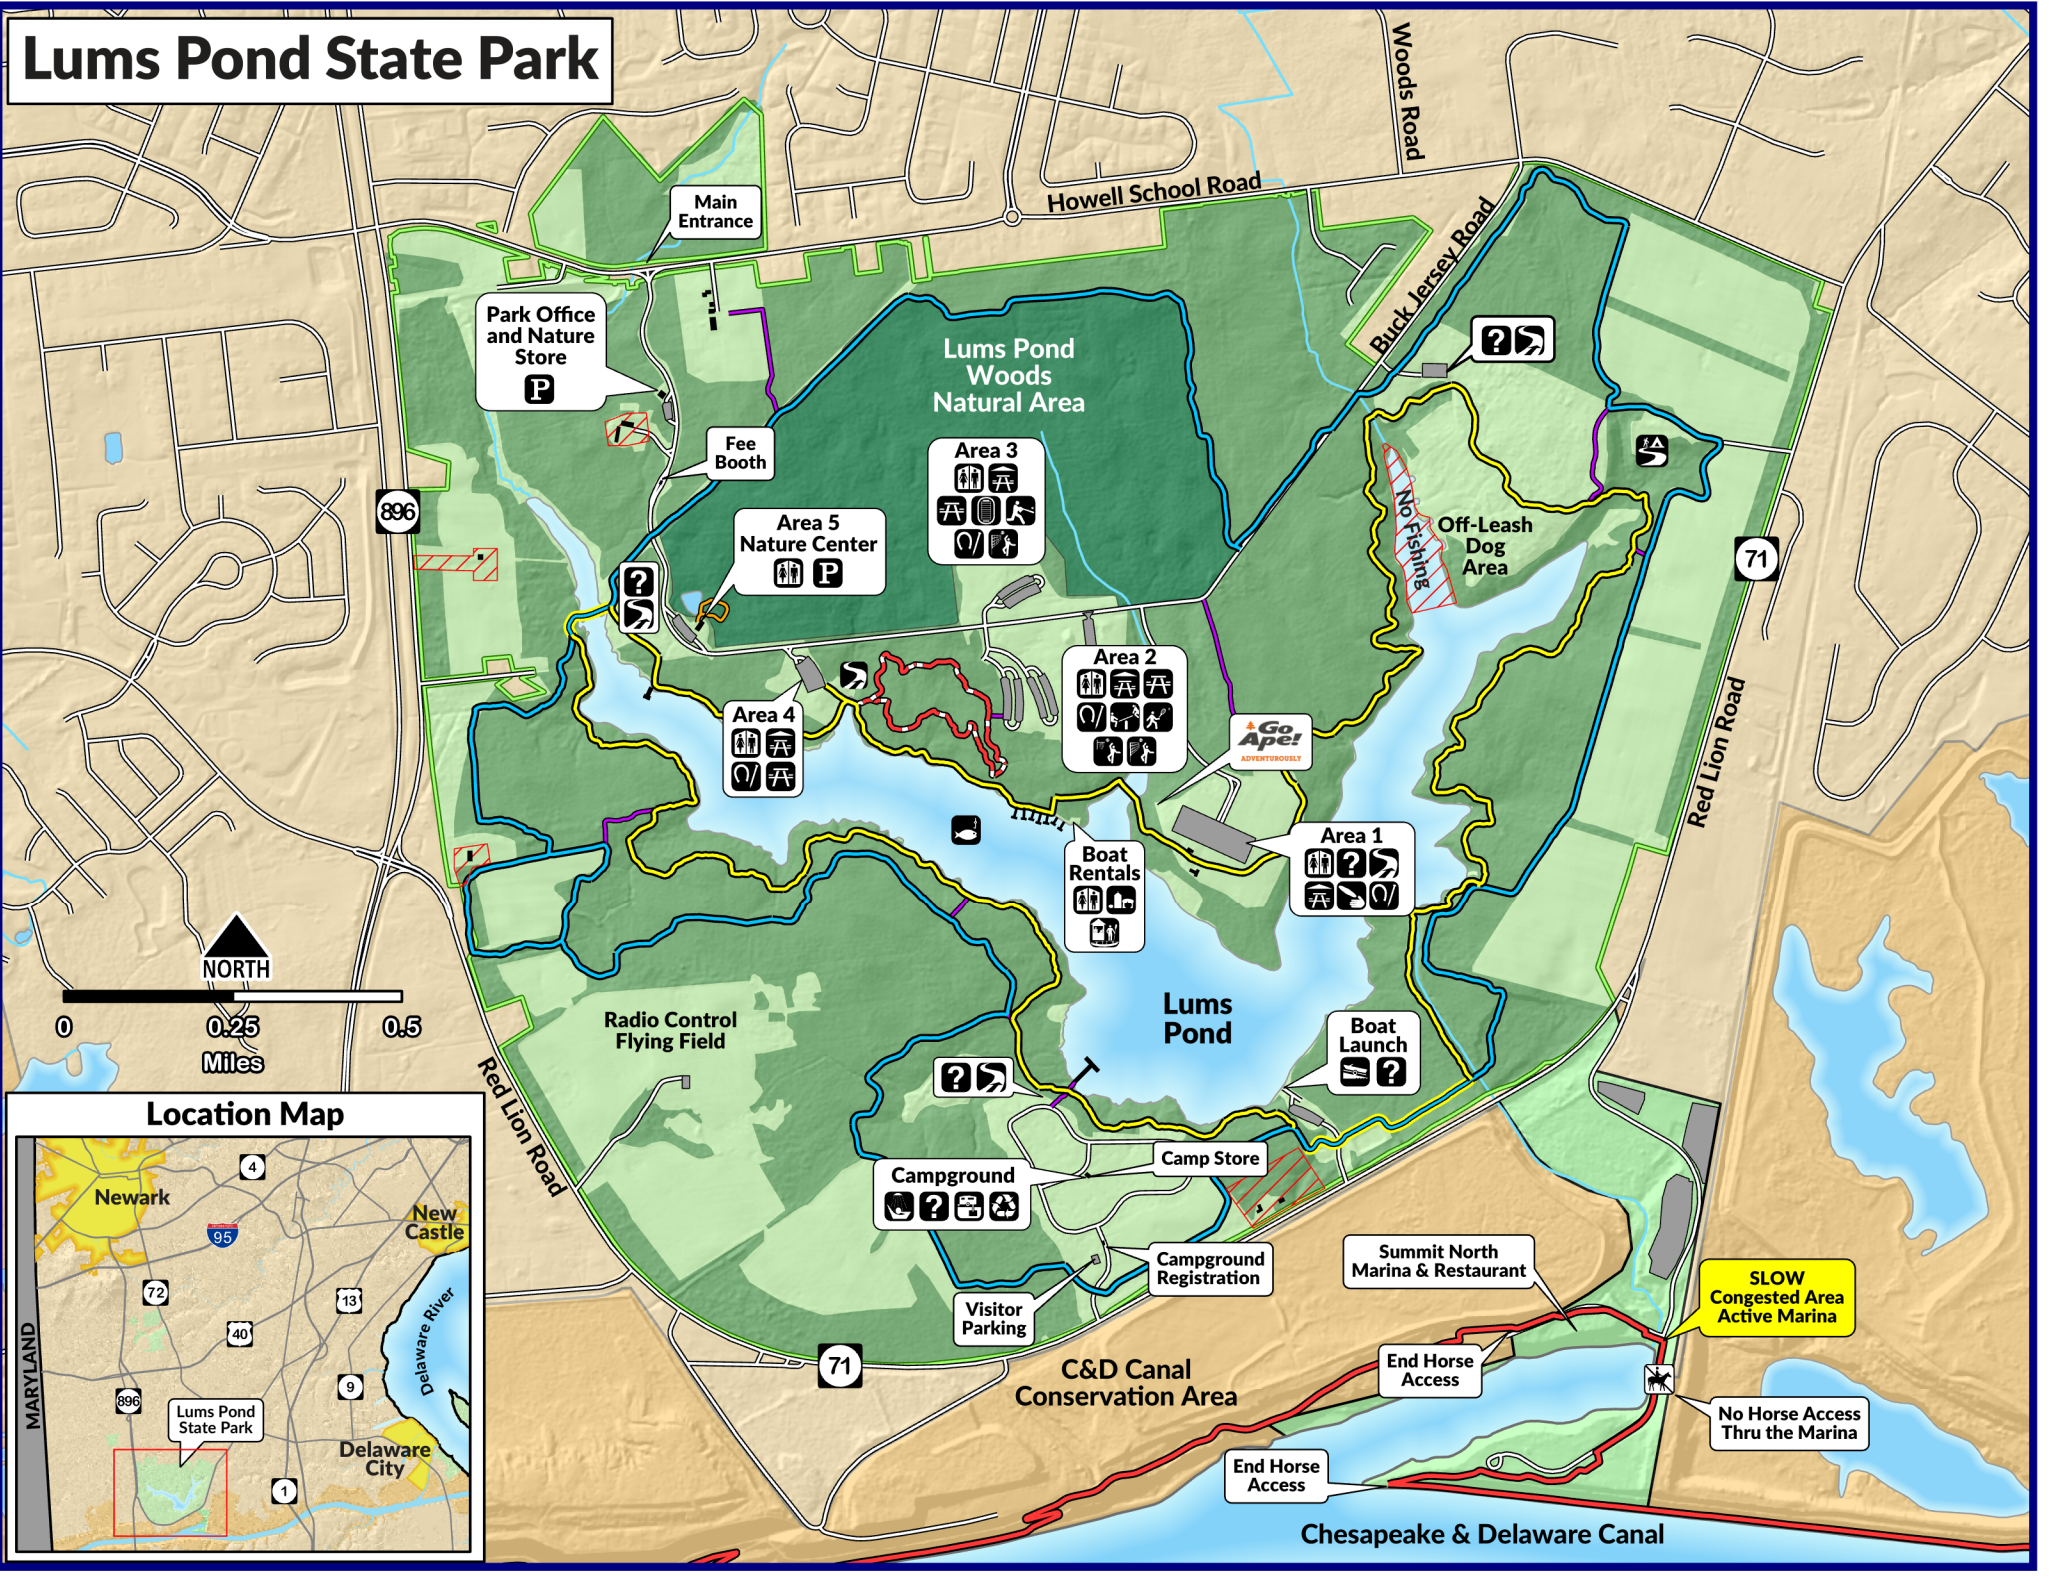 Lums Pond State Park
Woods Road
Howell School Road
Main
Entrance
Buck Jersey Road
Park Office
and Nature
Store
P
Lums Pond
Woods
Natural Area
?
Fee
Booth
Area 3
896
Area 5
Nature Center
P
No Fishing
Off-Leash
Dog
Area
71
?
Area 2
Red Lion Road
Area 4
Go
Ape!
ADVENTUROUSLY
Area 1
?
Boat
Rentals
NORTH
0
0.25
0.5
Miles
Radio Control
Flying Field
Lums
Pond
Boat
Launch
?
?
Red Lion Road
Camp Store
Campground
?
Campground
Registration
Visitor
Parking
Summit North
Marina & Restaurant
SLOW
Congested Area
Active Marina
71
C&D Canal
Conservation Area
End Horse
Access
No Horse Access
Thru the Marina
End Horse
Access
Chesapeake & Delaware Canal
Location Map
4
Newark
New
Castle
95
72
13
40
Delaware River
MARYLAND
9
896
Lums Pond
State Park
Delaware
City
1